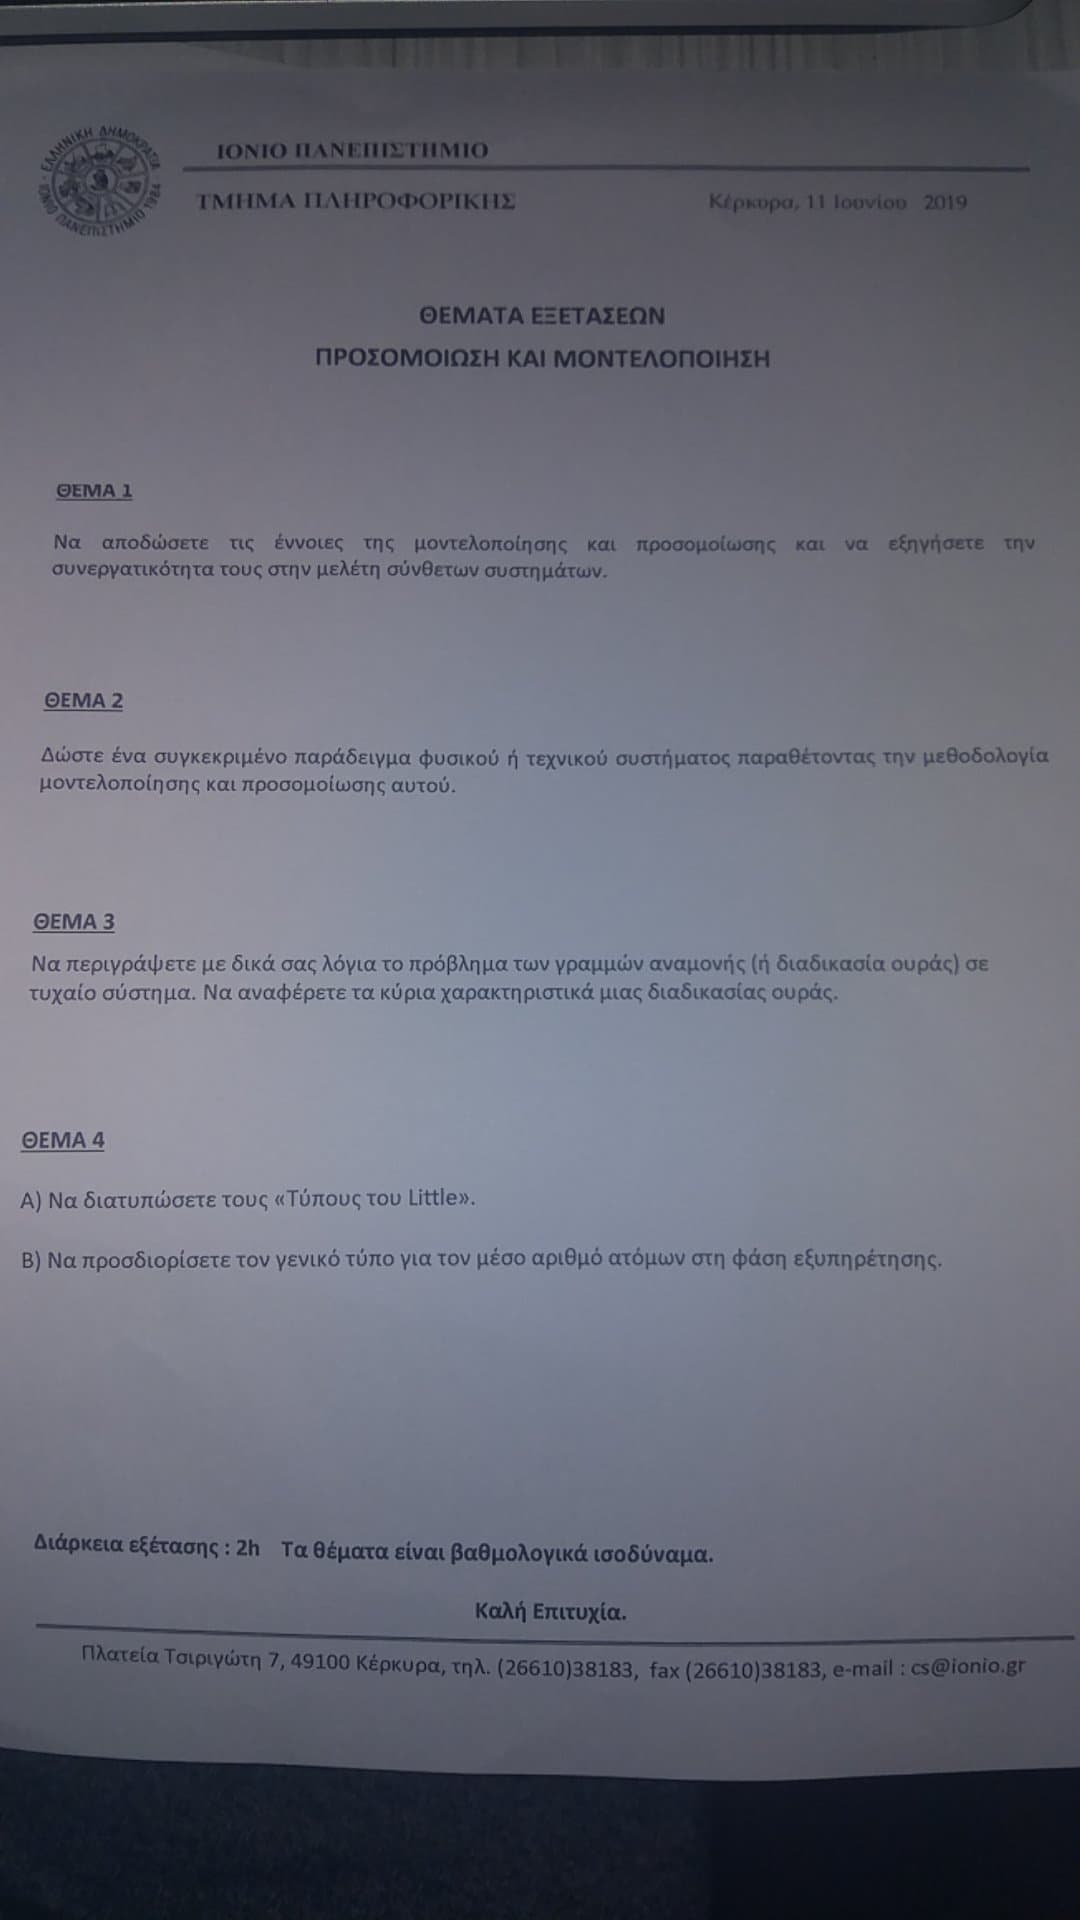 ΕΛΛΗΝΙΚΗ ΔΗΜΟΚΡΑΤΙΑ
ΙΟΝΙΟ ΠΑΝΕΠΙΣΤΗΜΙΟ 1984
ΙΟΝΙΟ ΠΑΝΕΠΙΣΤΗΜΙΟ
ΤΜΗΜΑ ΠΛΗΡΟΦΟΡΙΚΗΣ
Κέρκυρα, 11 Ιουνίου 2019
ΘΕΜΑΤΑ ΕΞΕΤΑΣΕΩΝ
ΠΡΟΣΟΜΟΙΩΣΗ ΚΑΙ ΜΟΝΤΕΛΟΠΟΙΗΣΗ
ΘΕΜΑ 1
Να αποδώσετε τις έννοιες της μοντελοποίησης και προσομοίωσης και να εξηγήσετε την
συνεργατικότητα τους στην μελέτη σύνθετων συστημάτων.
ΘΕΜΑ 2
Δώστε ένα συγκεκριμένο παράδειγμα φυσικού ή τεχνικού συστήματος παραθέτοντας την μεθοδολογία
μοντελοποίησης και προσομοίωσης αυτού.
ΘΕΜΑ 3
Να περιγράψετε με δικά σας λόγια το πρόβλημα των γραμμών αναμονής (ή διαδικασία ουράς) σε
τυχαίο σύστημα. Να αναφέρετε τα κύρια χαρακτηριστικά μιας διαδικασίας ουράς.
ΘΕΜΑ 4
Α) Να διατυπώσετε τους «Τύπους του Little».
Β) Να προσδιορίσετε τον γενικό τύπο για τον μέσο αριθμό ατόμων στη φάση εξυπηρέτησης.
Διάρκεια εξέτασης : 2h Τα θέματα είναι βαθμολογικά ισοδύναμα.
Καλή Επιτυχία.
Πλατεία Τσιριγώτη 7, 49100 Κέρκυρα, τηλ. (26610)38183, fax (26610)38183, e-mail : cs@ionio.gr